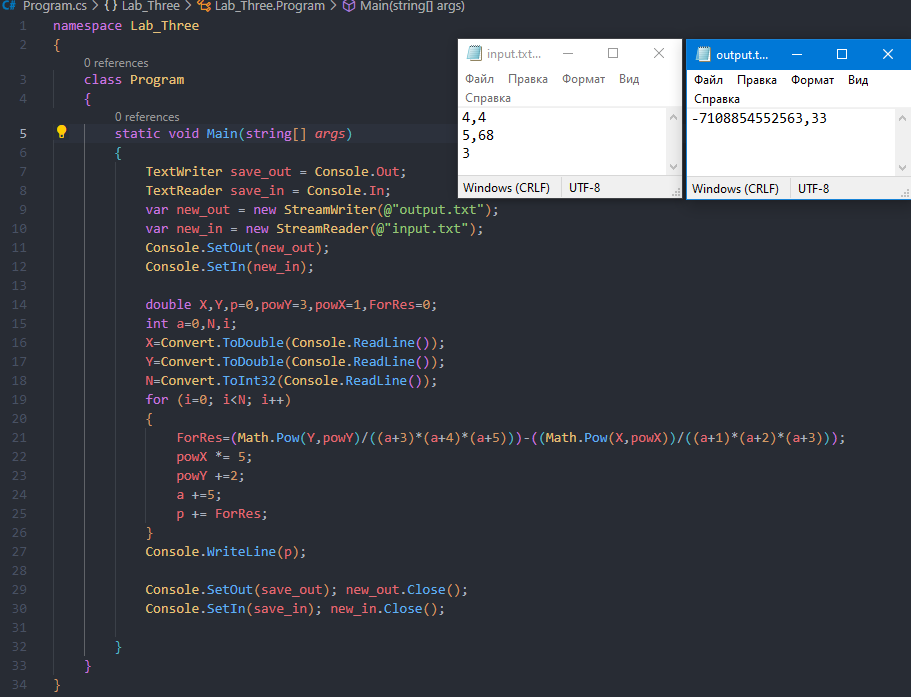 C# Program.cs > {} Lab_Three > Lab_Three.Program > Main(string[] args)
1 namespace Lab_Three
2 {
0 references
3 class Program
4 {
0 references
5 static void Main(string[] args)
6 {
7 TextWriter save_out = Console.Out;
8 TextReader save_in = Console.In;
9 var new_out = new StreamWriter(@"output.txt");
10 var new_in = new StreamReader(@"input.txt");
11 Console.SetOut(new_out);
12 Console.SetIn(new_in);
13
14 double X,Y,p=0,powY=3,powX=1,ForRes=0;
15 int a=0,N,i;
16 X=Convert.ToDouble(Console.ReadLine());
17 Y=Convert.ToDouble(Console.ReadLine());
18 N=Convert.ToInt32(Console.ReadLine());
19 for (i=0; i<N; i++)
20 {
21 ForRes=(Math.Pow(Y,powY)/((a+3)*(a+4)*(a+5)))-((Math.Pow(X,powX))/((a+1)*(a+2)*(a+3)));
22 powX *= 5;
23 powY +=2;
24 a +=5;
25 p += ForRes;
26 }
27 Console.WriteLine(p);
28
29 Console.SetOut(save_out); new_out.Close();
30 Console.SetIn(save_in); new_in.Close();
31
32 }
33 }
34 }
input.txt...
Файл Правка Формат Вид
Справка
4,4
5,68
3
Windows (CRLF) UTF-8
output.t...
Файл Правка Формат Вид
Справка
-7108854552563,33
Windows (CRLF) UTF-8